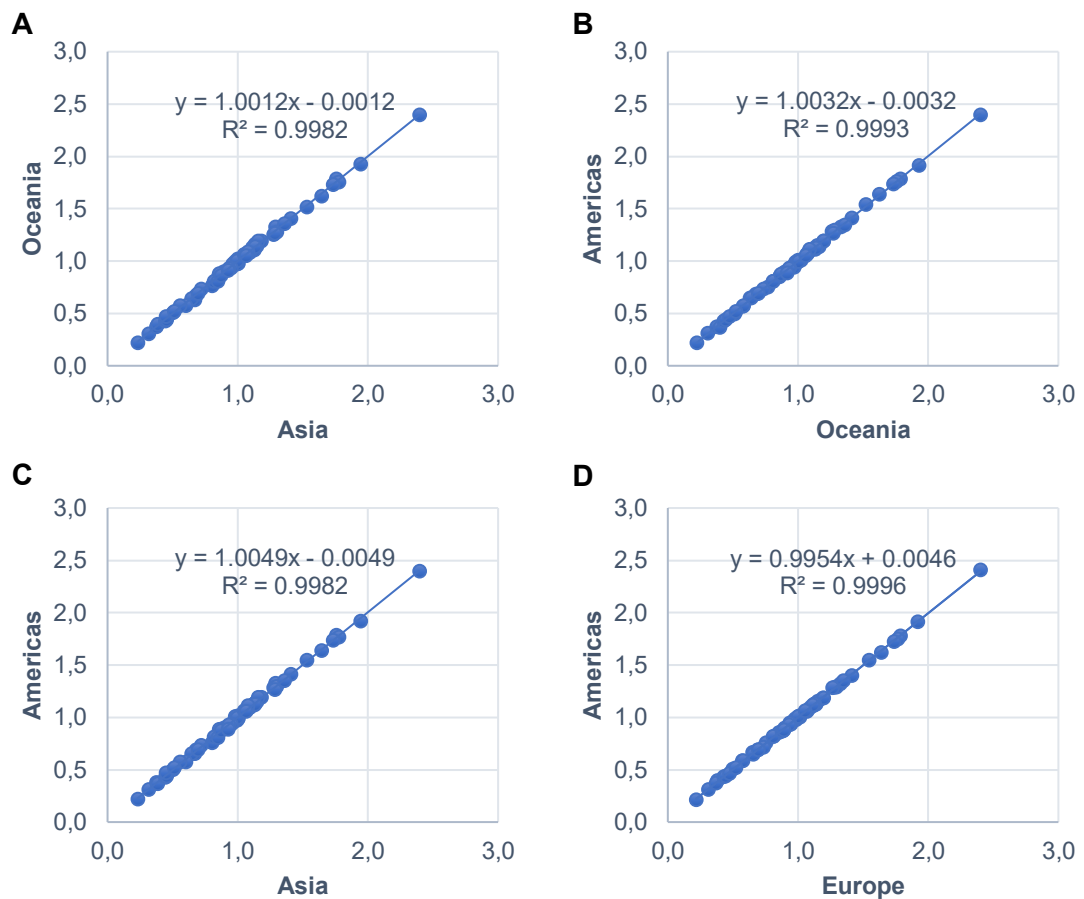 A
3,0
2,5
2,0
1,5
1,0
0,5
0,0
Oceania
y = 1.0012x - 0.0012
R² = 0.9982
0,0 1,0 2,0 3,0
Asia
B
3,0
2,5
2,0
1,5
1,0
0,5
0,0
Americas
y = 1.0032x - 0.0032
R² = 0.9993
0,0 1,0 2,0 3,0
Oceania
C
3,0
2,5
2,0
1,5
1,0
0,5
0,0
Americas
y = 1.0049x - 0.0049
R² = 0.9982
0,0 1,0 2,0 3,0
Asia
D
3,0
2,5
2,0
1,5
1,0
0,5
0,0
Americas
y = 0.9954x + 0.0046
R² = 0.9996
0,0 1,0 2,0 3,0
Europe